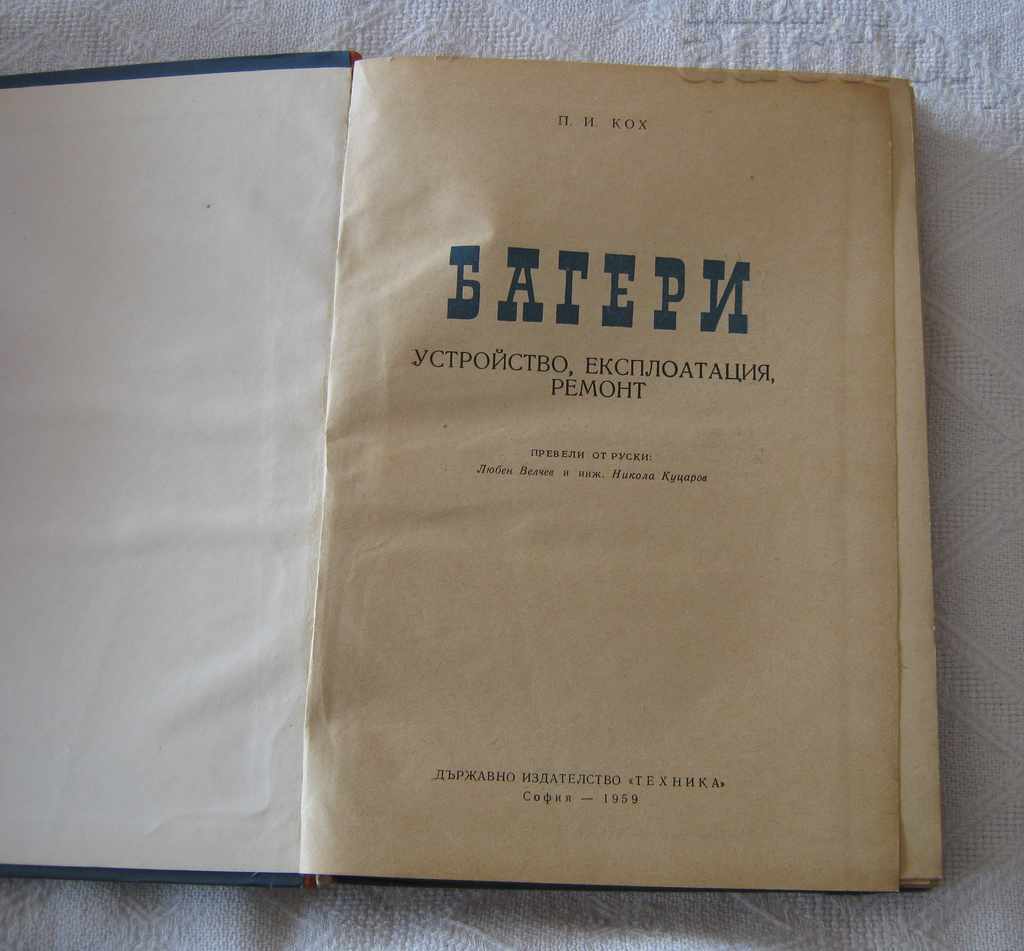 П. И. КОХ
БАГЕРИ
УСТРОЙСТВО, ЕКСПЛОАТАЦИЯ,
РЕМОНТ
ПРЕВЕЛИ ОТ РУСКИ:
Любен Велчев и инж. Никола Куцаров
ДЪРЖАВНО ИЗДАТЕЛСТВО «ТЕХНИКА»
София — 1959